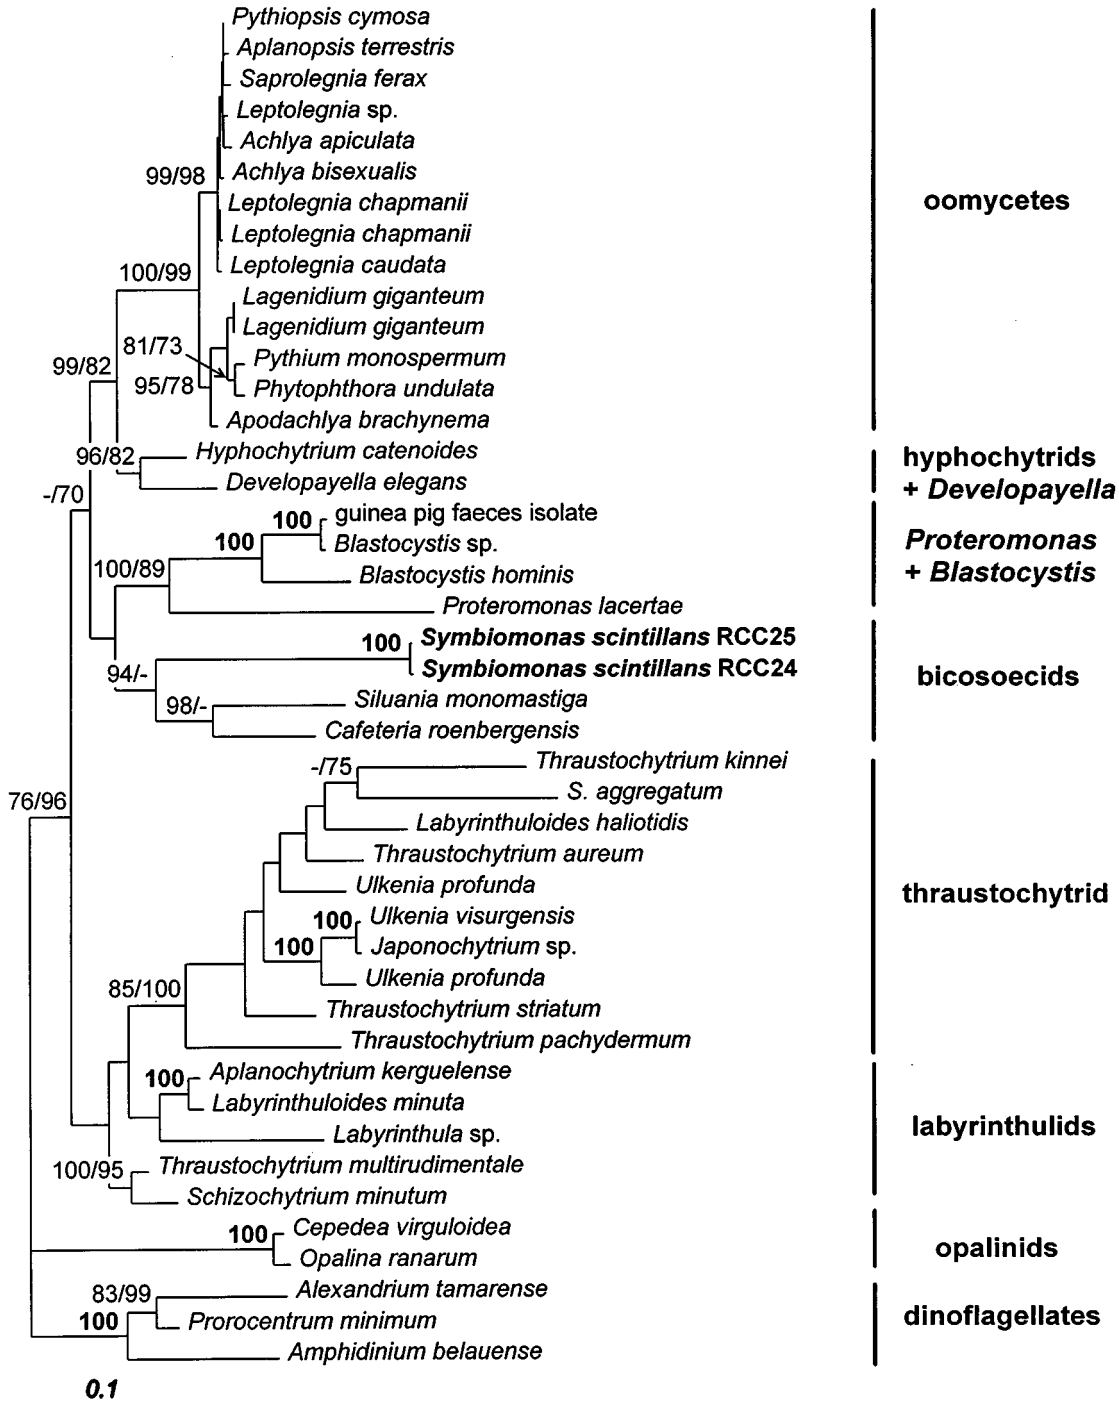 Pythiopsis cymosa
Aplanopsis terrestris
Saprolegnia ferax
Leptolegnia sp.
Achlya apiculata
99/98
Achlya bisexualis
oomycetes
Leptolegnia chapmanii
Leptolegnia chapmanii
Leptolegnia caudata
100/99
Lagenidium giganteum
Lagenidium giganteum
81/73
Pythium monospermum
99/82
95/78
Phytophthora undulata
Apodachlya brachynema
Hyphochytrium catenoides
96/82
hyphochytrids
+ Developayella
Developayella elegans
-/70
guinea pig faeces isolate
100
Blastocystis sp.
100
Proteromonas
+ Blastocystis
100/89
Blastocystis hominis
Proteromonas lacertae
Symbiomonas scintillans RCC25
100
Symbiomonas scintillans RCC24
94/-
bicosoecids
Siluania monomastiga
98/-
Cafeteria roenbergensis
Thraustochytrium kinnei
-/75
S. aggregatum
76/96
Labyrinthuloides haliotidis
Thraustochytrium aureum
Ulkenia profunda
thraustochytrid
Ulkenia visurgensis
100
Japonochytrium sp.
100
Ulkenia profunda
85/100
Thraustochytrium striatum
Thraustochytrium pachydermum
Aplanochytrium kerguelense
100
Labyrinthuloides minuta
Labyrinthula sp.
labyrinthulids
Thraustochytrium multirudimentale
100/95
Schizochytrium minutum
Cepedea virguloidea
100
opalinids
Opalina ranarum
Alexandrium tamarense
83/99
Prorocentrum minimum
100
dinoflagellates
Amphidinium belauense
0.1